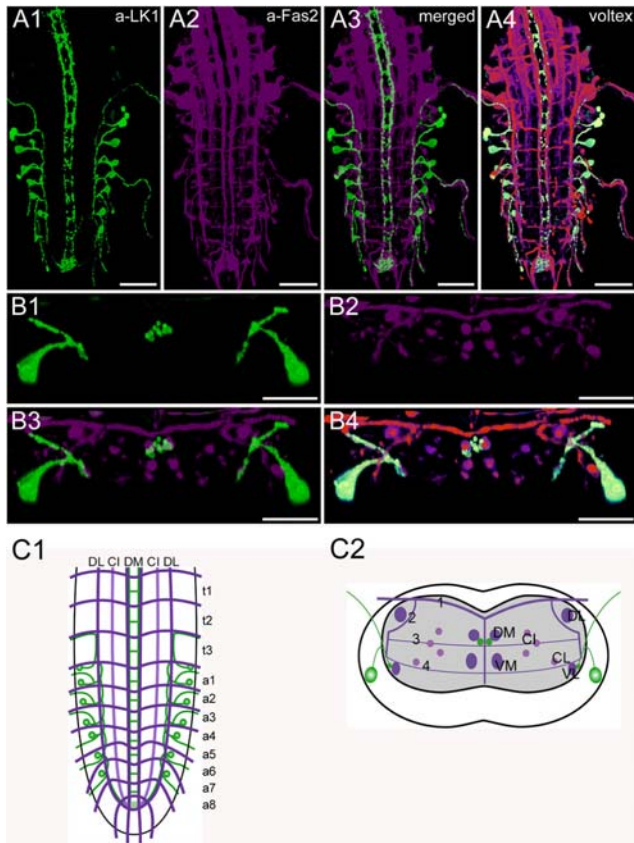 A1 a-LK1 A2 a-Fas2 A3 merged A4 voltex
B1 B2
B3 B4
C1 C2
DL CI DM CI DL
t1
t2
t3
a1
a2
a3
a4
a5
a6
a7
a8
1
2 DL
3 DM CI
4 VM CI VL